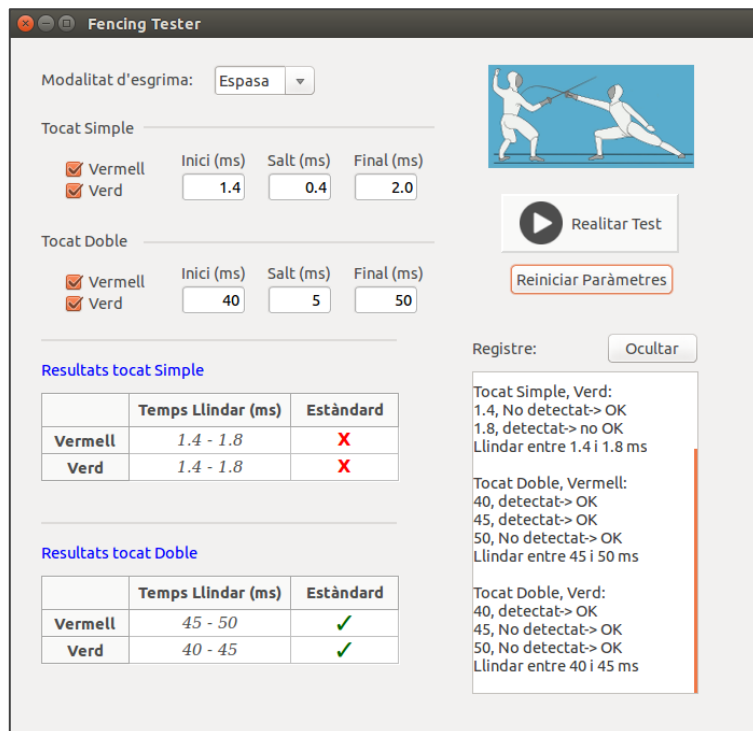 Fencing Tester
Modalitat d'esgrima: Espasa
Tocat Simple
Vermell
Verd
Inici (ms) Salt (ms) Final (ms)
1.4 0.4 2.0
Tocat Doble
Vermell
Verd
Inici (ms) Salt (ms) Final (ms)
40 5 50
Resultats tocat Simple
Temps Llindar (ms) Estàndard
Vermell 1.4 - 1.8 X
Verd 1.4 - 1.8 X
Resultats tocat Doble
Temps Llindar (ms) Estàndard
Vermell 45 - 50 ✓
Verd 40 - 45 ✓
Realitar Test
Reiniciar Paràmetres
Registre: Ocultar
Tocat Simple, Verd:
1.4, No detectat-> OK
1.8, detectat-> no OK
Llindar entre 1.4 i 1.8 ms
Tocat Doble, Vermell:
40, detectat-> OK
45, detectat-> OK
50, No detectat-> OK
Llindar entre 45 i 50 ms
Tocat Doble, Verd:
40, detectat-> OK
45, No detectat-> OK
50, No detectat-> OK
Llindar entre 40 i 45 ms